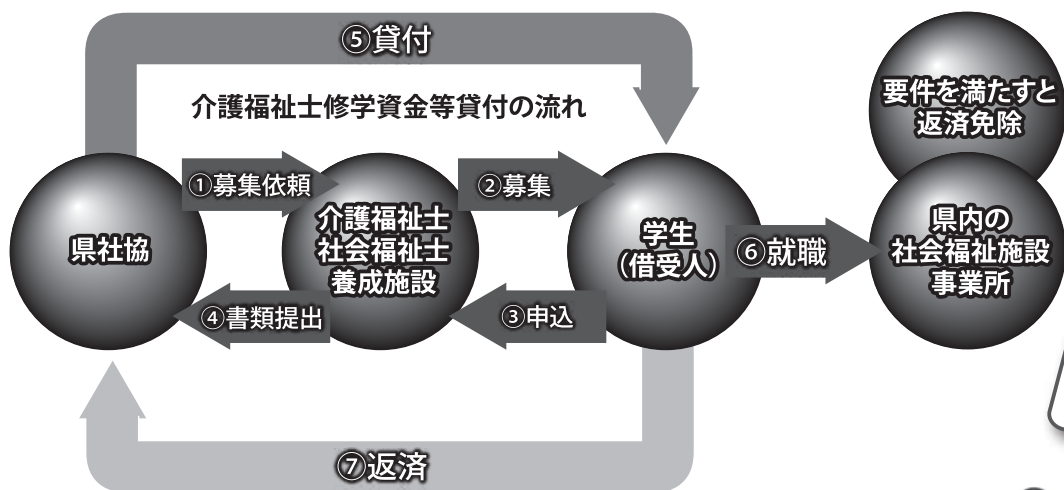 ⑤貸付
介護福祉士修学資金等貸付の流れ
要件を満たすと
返済免除
①募集依頼
②募集
県社協
介護福祉士
社会福祉士
養成施設
学生
（借受人）
⑥就職
県内の
社会福祉施設
事業所
④書類提出
③申込
⑦返済